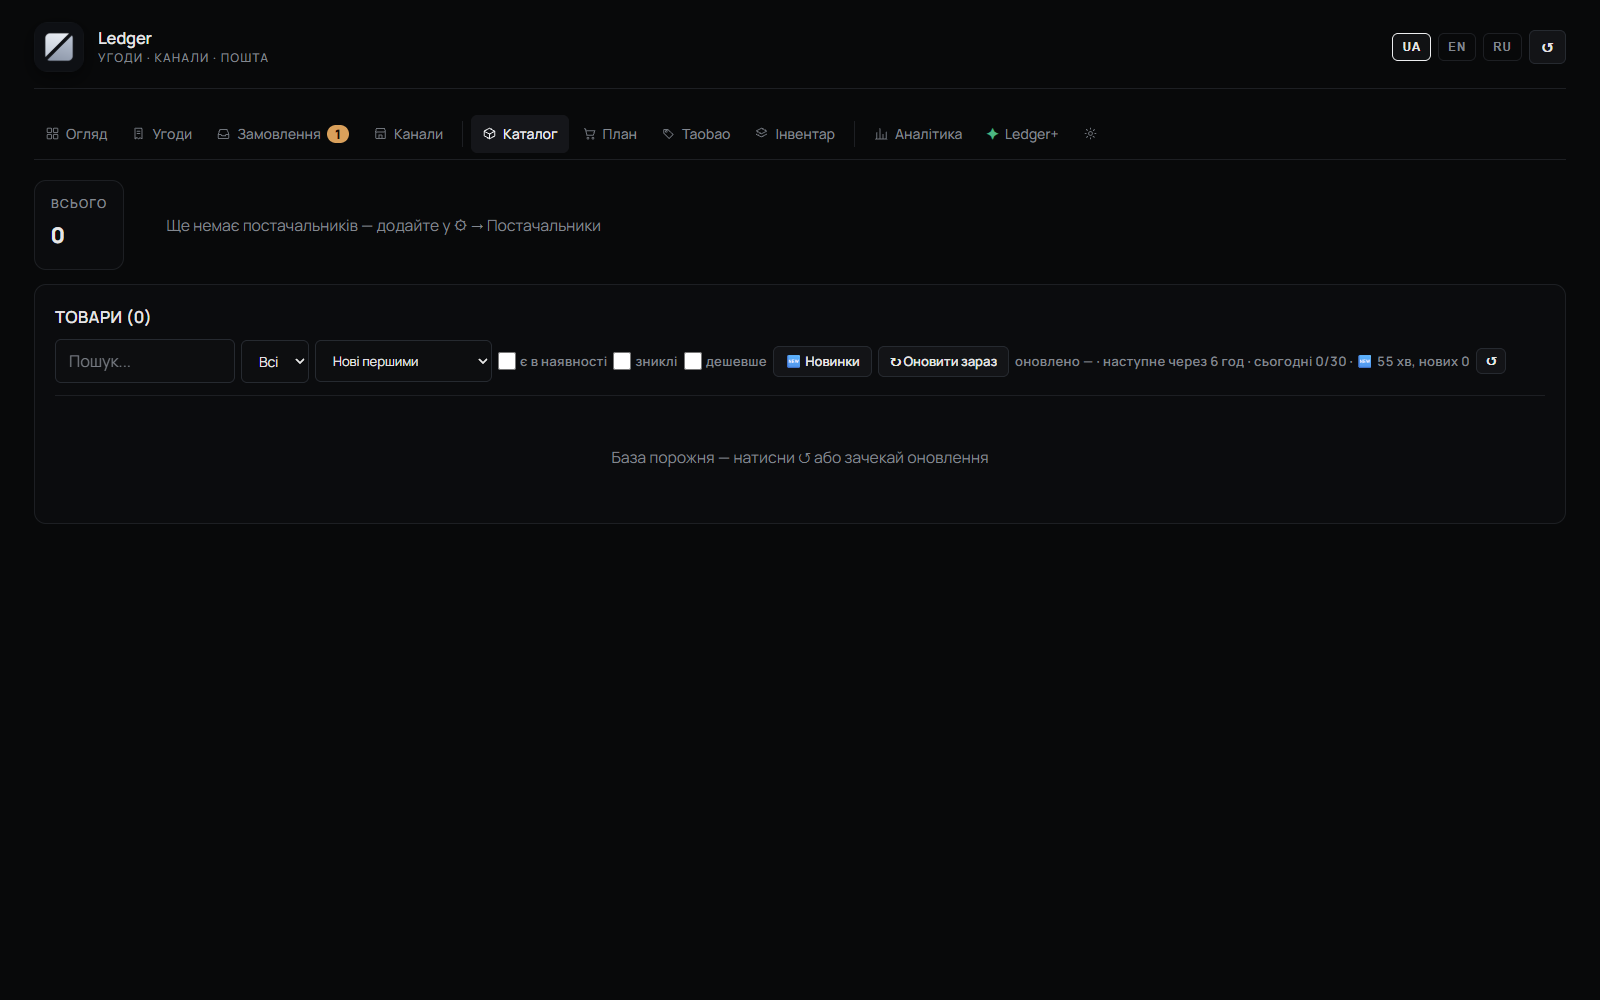 Ledger
УГОДИ · КАНАЛИ · ПОШТА
UA EN RU ↺
Огляд Угоди Замовлення 1 Канали Каталог План Taobao Інвентар Аналітика Ledger+
ВСЬОГО
0
Ще немає постачальників — додайте у ⚙ → Постачальники
ТОВАРИ (0)
Пошук... Всі Нові першими є в наявності зниклі дешевше 🆕 Новинки ↻ Оновити зараз оновлено — · наступне через 6 год · сьогодні 0/30 · 🆕 55 хв, нових 0 ↺
База порожня — натисни ↺ або зачекай оновлення